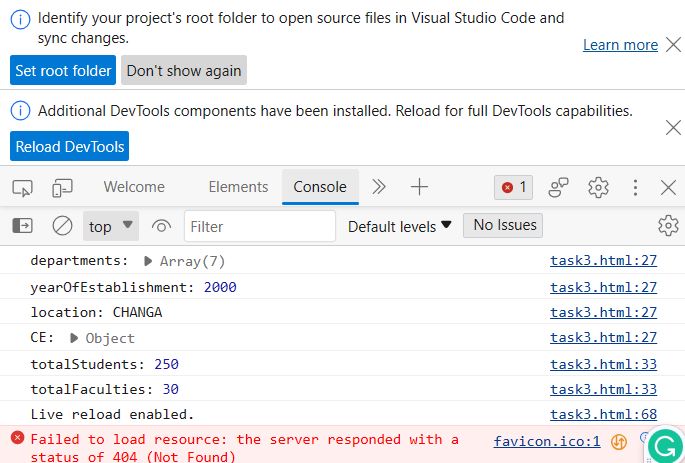 Identify your project's root folder to open source files in Visual Studio Code and
sync changes.
Learn more
Set root folder Don't show again
Additional DevTools components have been installed. Reload for full DevTools capabilities.
Reload DevTools
Welcome Elements Console 1
top Filter Default levels No Issues
departments: Array(7) task3.html:27
yearOfEstablishment: 2000 task3.html:27
location: CHANGA task3.html:27
CE: Object task3.html:27
totalStudents: 250 task3.html:33
totalFaculties: 30 task3.html:33
Live reload enabled. task3.html:68
Failed to load resource: the server responded with a favicon.ico:1
status of 404 (Not Found)